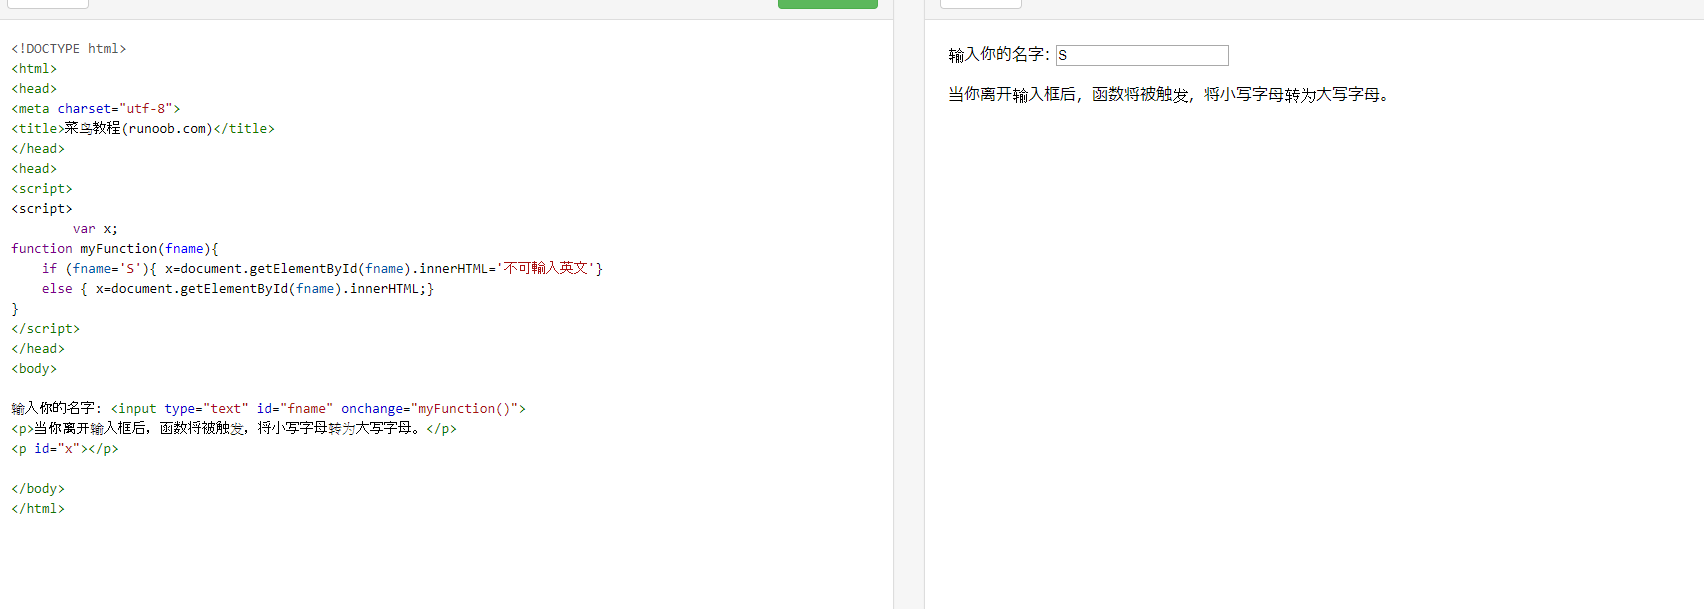 <!DOCTYPE html>
<html>
<head>
<meta charset="utf-8">
<title>菜鸟教程(runoob.com)</title>
</head>
<head>
<script>
<script>
        var x;
function myFunction(fname){
    if (fname='S'){ x=document.getElementById(fname).innerHTML='不可輸入英文'}
    else { x=document.getElementById(fname).innerHTML;}
}
</script>
</head>
<body>
输入你的名字: <input type="text" id="fname" onchange="myFunction()">
<p>当你离开输入框后，函数将被触发，将小写字母转为大写字母。</p>
<p id="x"></p>
</body>
</html>
输入你的名字: S
当你离开输入框后，函数将被触发，将小写字母转为大写字母。